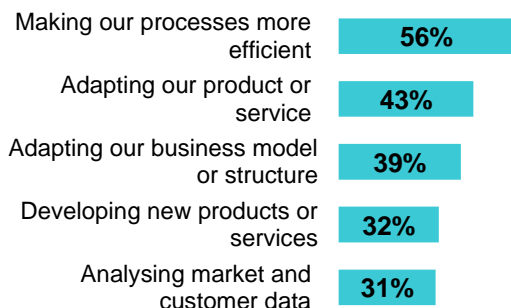 Making our processes more
efficient
56%
Adapting our product or
service
43%
Adapting our business model
or structure
39%
Developing new products or
services
32%
Analysing market and
customer data
31%